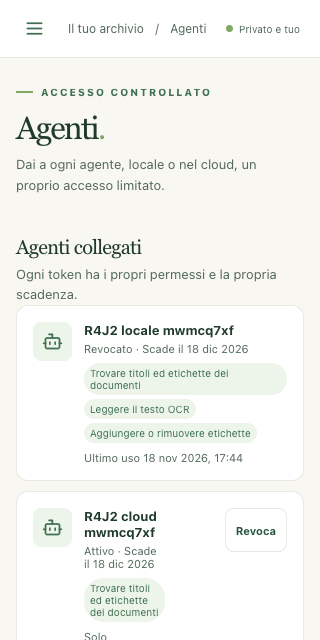 Il tuo archivio / Agenti
Privato e tuo
ACCESSO CONTROLLATO
Agenti.
Dai a ogni agente, locale o nel cloud, un
proprio accesso limitato.
Agenti collegati
Ogni token ha i propri permessi e la propria
scadenza.
R4J2 locale mwmcq7xf
Revocato · Scade il 18 dic 2026
Trovare titoli ed etichette dei
documenti
Leggere il testo OCR
Aggiungere o rimuovere etichette
Ultimo uso 18 nov 2026, 17:44
R4J2 cloud
mwmcq7xf
Revoca
Attivo · Scade
il 18 dic 2026
Trovare titoli
ed etichette
dei documenti
Solo